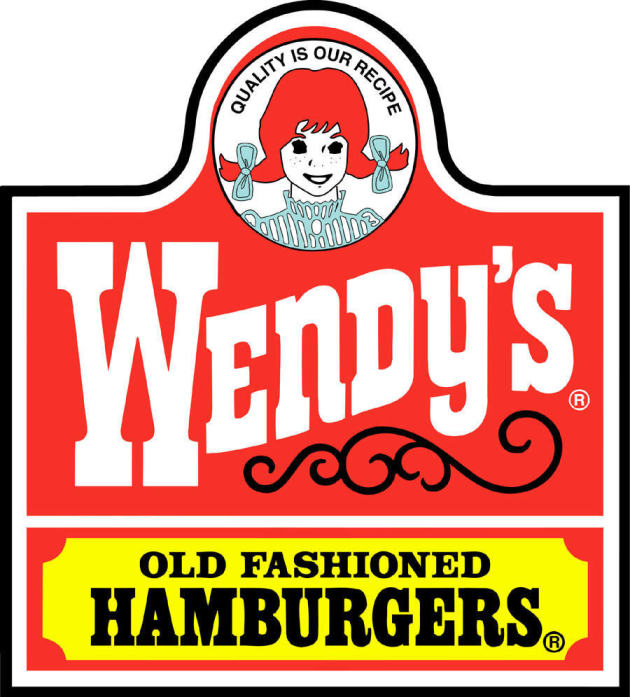 QUALITY IS OUR RECIPE
WENDY'S®
OLD FASHIONED
HAMBURGERS®